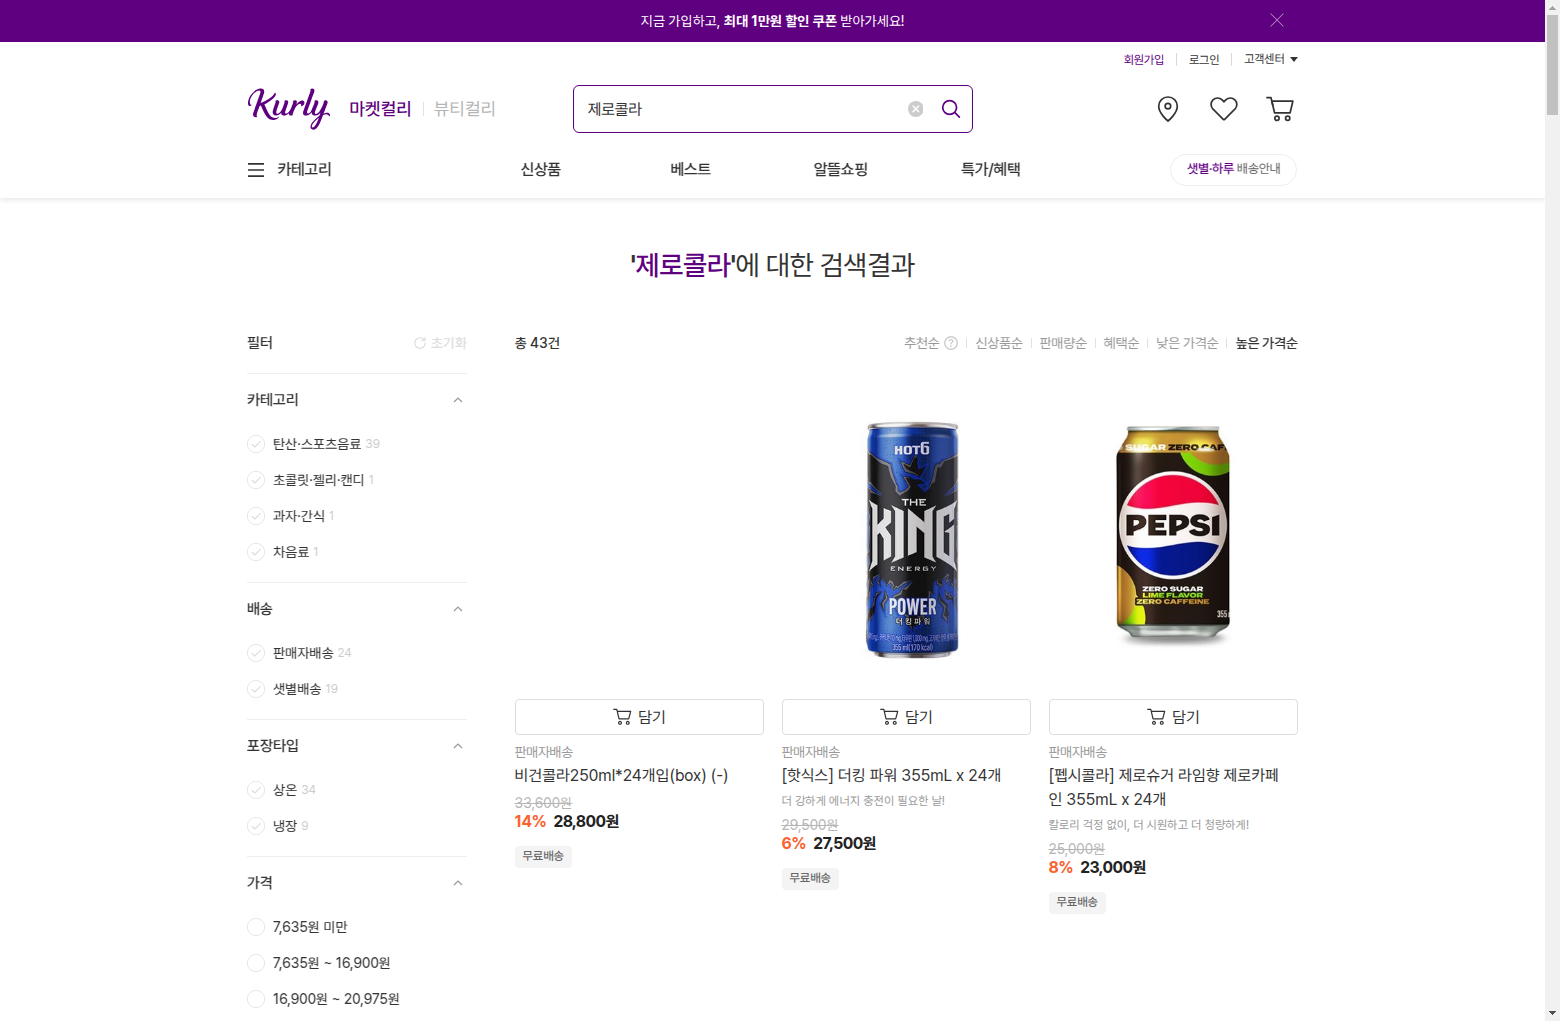 지금 가입하고, 최대 1만원 할인 쿠폰 받아가세요!
회원가입
로그인
고객센터
Kurly
마켓컬리
뷰티컬리
제로콜라
카테고리
신상품
베스트
알뜰쇼핑
특가/혜택
샛별·하루 배송안내
'제로콜라'에 대한 검색결과
필터
초기화
총 43건
추천순
신상품순
판매량순
혜택순
낮은 가격순
높은 가격순
카테고리
탄산·스포츠음료 39
초콜릿·젤리·캔디 1
과자·간식 1
차음료 1
배송
판매자배송 24
샛별배송 19
포장타입
상온 34
냉장 9
가격
7,635원 미만
7,635원 ~ 16,900원
16,900원 ~ 20,975원
담기
판매자배송
비건콜라250ml*24개입(box) (-)
33,600원
14% 28,800원
무료배송
HOT6
THE
KING
ENERGY
POWER
더킹파워
355 ml(170 kcal)
담기
판매자배송
[핫식스] 더킹 파워 355mL x 24개
더 강하게 에너지 충전이 필요한 날!
29,500원
6% 27,500원
무료배송
SUGAR ZERO CAF
PEPSI
ZERO SUGAR
LIME FLAVOR
ZERO CAFFEINE
355
담기
판매자배송
[펩시콜라] 제로슈거 라임향 제로카페
인 355mL x 24개
칼로리 걱정 없이, 더 시원하고 더 청량하게!
25,000원
8% 23,000원
무료배송